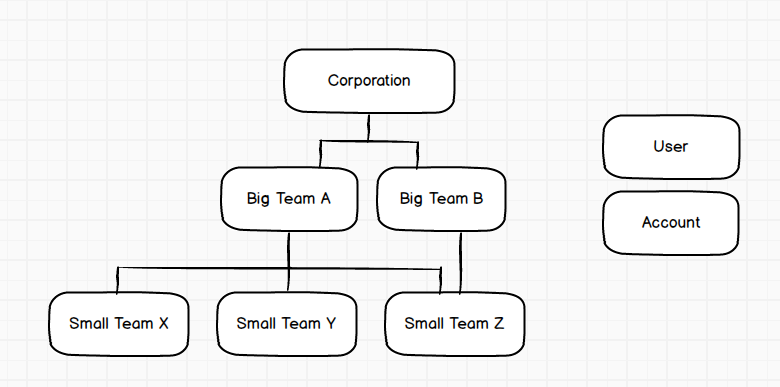 Corporation
User
Big Team A
Big Team B
Account
Small Team X
Small Team Y
Small Team Z